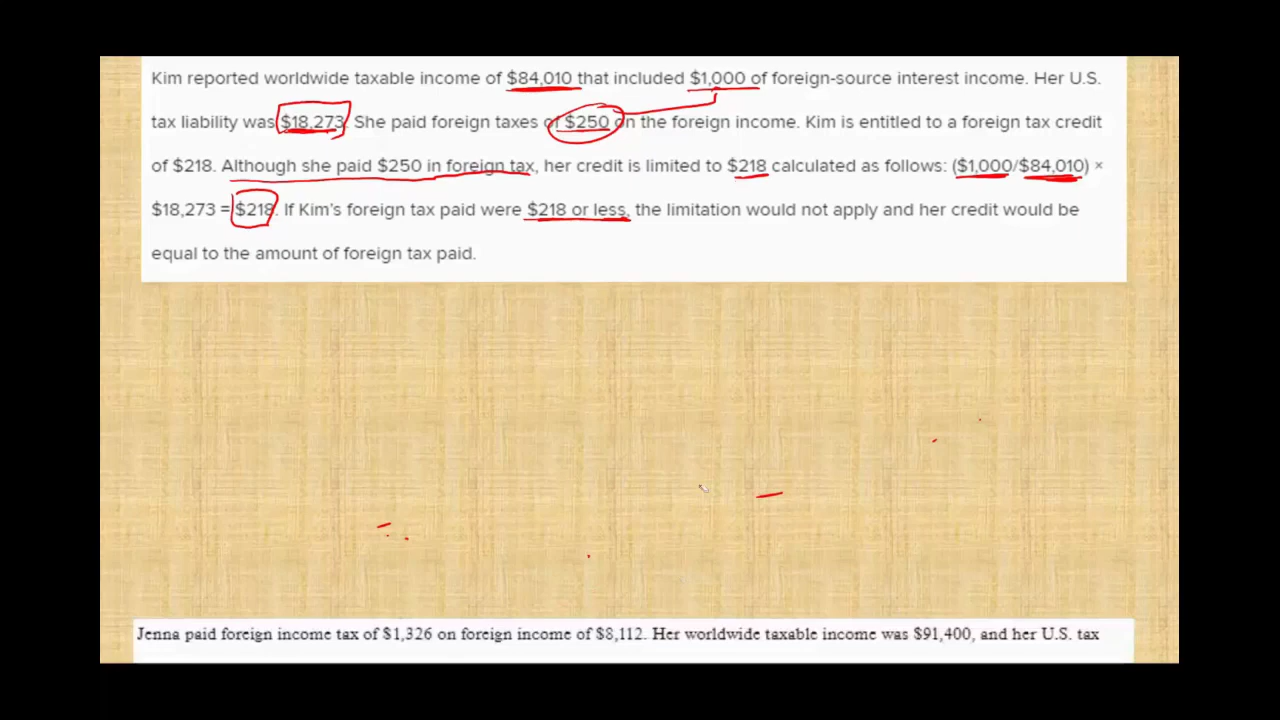 Kim reported worldwide taxable income of $84,010 that included $1,000 of foreign-source interest income. Her U.S.
tax liability was $18,273. She paid foreign taxes of $250 on the foreign income. Kim is entitled to a foreign tax credit
of $218. Although she paid $250 in foreign tax, her credit is limited to $218 calculated as follows: ($1,000/$84,010) ×
$18,273 = $218. If Kim's foreign tax paid were $218 or less, the limitation would not apply and her credit would be
equal to the amount of foreign tax paid.
Jenna paid foreign income tax of $1,326 on foreign income of $8,112. Her worldwide taxable income was $91,400, and her U.S. tax